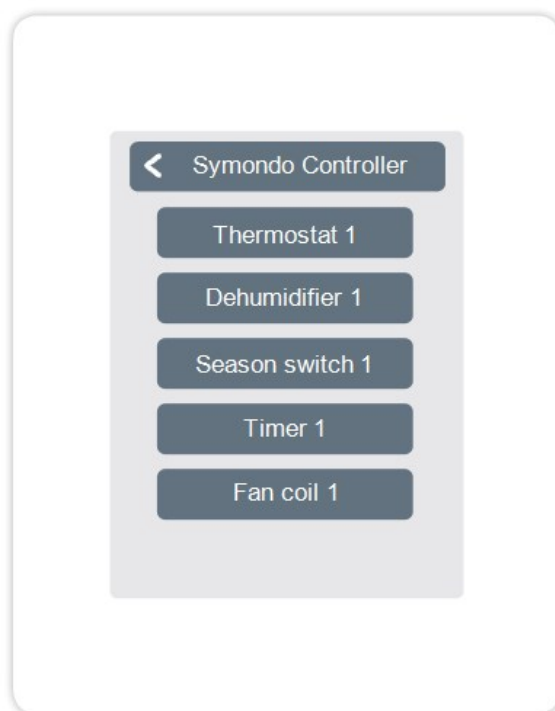 Symondo Controller
Thermostat 1
Dehumidifier 1
Season switch 1
Timer 1
Fan coil 1